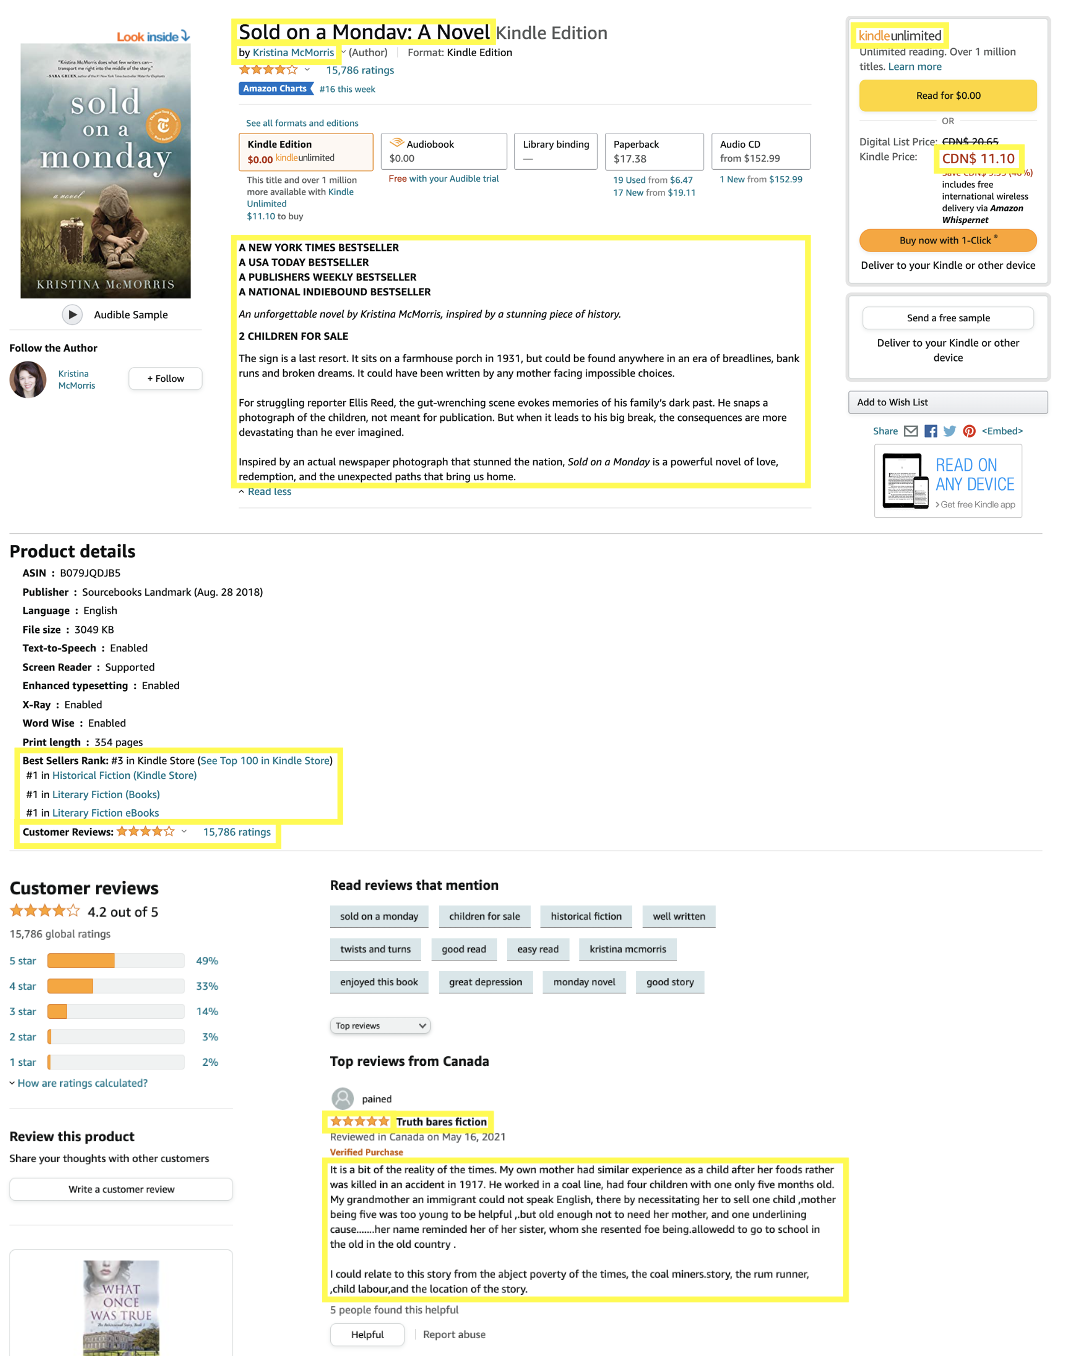 Look inside
"Kristina McMorris does what few writers can—
transport me right into the middle of the story."
sold
on a
monday
a novel
KRISTINA McMORRIS
Audible Sample
Follow the Author
Kristina
McMorris
+ Follow
Sold on a Monday: A Novel Kindle Edition
by Kristina McMorris (Author) Format: Kindle Edition
15,786 ratings
Amazon Charts #16 this week
See all formats and editions
Kindle Edition
$0.00 kindleunlimited
This title and over 1 million
more available with Kindle
Unlimited
$11.10 to buy
Audiobook
$0.00
Free with your Audible trial
Library binding
—
Paperback
$17.38
19 Used from $6.47
17 New from $19.11
Audio CD
from $152.99
1 New from $152.99
A NEW YORK TIMES BESTSELLER
A USA TODAY BESTSELLER
A PUBLISHERS WEEKLY BESTSELLER
A NATIONAL INDIEBOUND BESTSELLER
An unforgettable novel by Kristina McMorris, inspired by a stunning piece of history.
2 CHILDREN FOR SALE
The sign is a last resort. It sits on a farmhouse porch in 1931, but could be found anywhere in an era of breadlines, bank
runs and broken dreams. It could have been written by any mother facing impossible choices.
For struggling reporter Ellis Reed, the gut-wrenching scene evokes memories of his family's dark past. He snaps a
photograph of the children, not meant for publication. But when it leads to his big break, the consequences are more
devastating than he ever imagined.
Inspired by an actual newspaper photograph that stunned the nation, Sold on a Monday is a powerful novel of love,
redemption, and the unexpected paths that bring us home.
Read less
kindleunlimited
Unlimited reading. Over 1 million
titles. Learn more
Read for $0.00
OR
Digital List Price: CDN$ 20.65
Kindle Price: CDN$ 11.10
Save CDN$ 9.55 (46%)
includes free
international wireless
delivery via Amazon
Whispernet
Buy now with 1-Click ®
Deliver to your Kindle or other device
Send a free sample
Deliver to your Kindle or other
device
Add to Wish List
Share <Embed>
READ ON
ANY DEVICE
> Get free Kindle app
Product details
ASIN : B079JQDJB5
Publisher : Sourcebooks Landmark (Aug. 28 2018)
Language : English
File size : 3049 KB
Text-to-Speech : Enabled
Screen Reader : Supported
Enhanced typesetting : Enabled
X-Ray : Enabled
Word Wise : Enabled
Print length : 354 pages
Best Sellers Rank: #3 in Kindle Store (See Top 100 in Kindle Store)
#1 in Historical Fiction (Kindle Store)
#1 in Literary Fiction (Books)
#1 in Literary Fiction eBooks
Customer Reviews: 15,786 ratings
Customer reviews
4.2 out of 5
15,786 global ratings
5 star 49%
4 star 33%
3 star 14%
2 star 3%
1 star 2%
How are ratings calculated?
Review this product
Share your thoughts with other customers
Write a customer review
WHAT
ONCE
WAS TRUE
Read reviews that mention
sold on a monday children for sale historical fiction well written
twists and turns good read easy read kristina mcmorris
enjoyed this book great depression monday novel good story
Top reviews
Top reviews from Canada
pained
Truth bares fiction
Reviewed in Canada on May 16, 2021
Verified Purchase
It is a bit of the reality of the times. My own mother had similar experience as a child after her foods rather
was killed in an accident in 1917. He worked in a coal line, had four children with one only five months old.
My grandmother an immigrant could not speak English, there by necessitating her to sell one child ,mother
being five was too young to be helpful ,.but old enough not to need her mother, and one underlining
cause.......her name reminded her of her sister, whom she resented foe being.allowedd to go to school in
the old in the old country .
I could relate to this story from the abject poverty of the times, the coal miners.story, the rum runner,
,child labour,and the location of the story.
5 people found this helpful
Helpful Report abuse